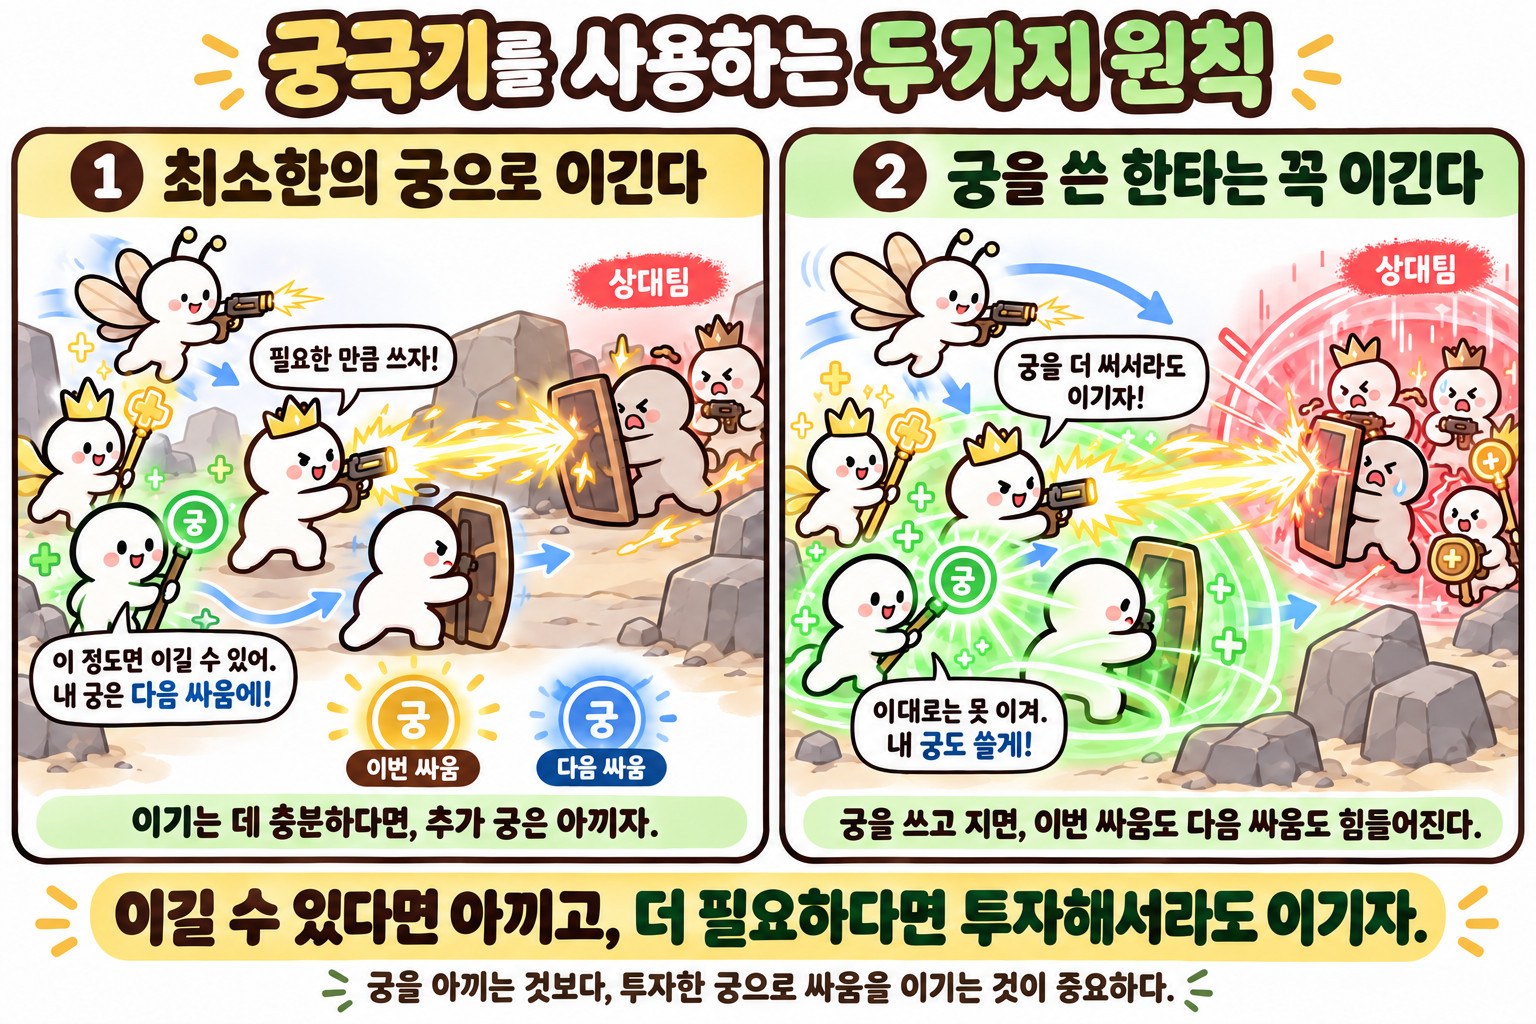 궁극기를 사용하는 두 가지 원칙
1 최소한의 궁으로 이긴다
상대팀
필요한 만큼 쓰자!
궁
이 정도면 이길 수 있어.
내 궁은 다음 싸움에!
궁
이번 싸움
궁
다음 싸움
이기는 데 충분하다면, 추가 궁은 아끼자.
2 궁을 쓴 한타는 꼭 이긴다
상대팀
궁을 더 써서라도
이기자!
궁
이대로는 못 이겨.
내 궁도 쓸게!
궁을 쓰고 지면, 이번 싸움도 다음 싸움도 힘들어진다.
이길 수 있다면 아끼고, 더 필요하다면 투자해서라도 이기자.
궁을 아끼는 것보다, 투자한 궁으로 싸움을 이기는 것이 중요하다.